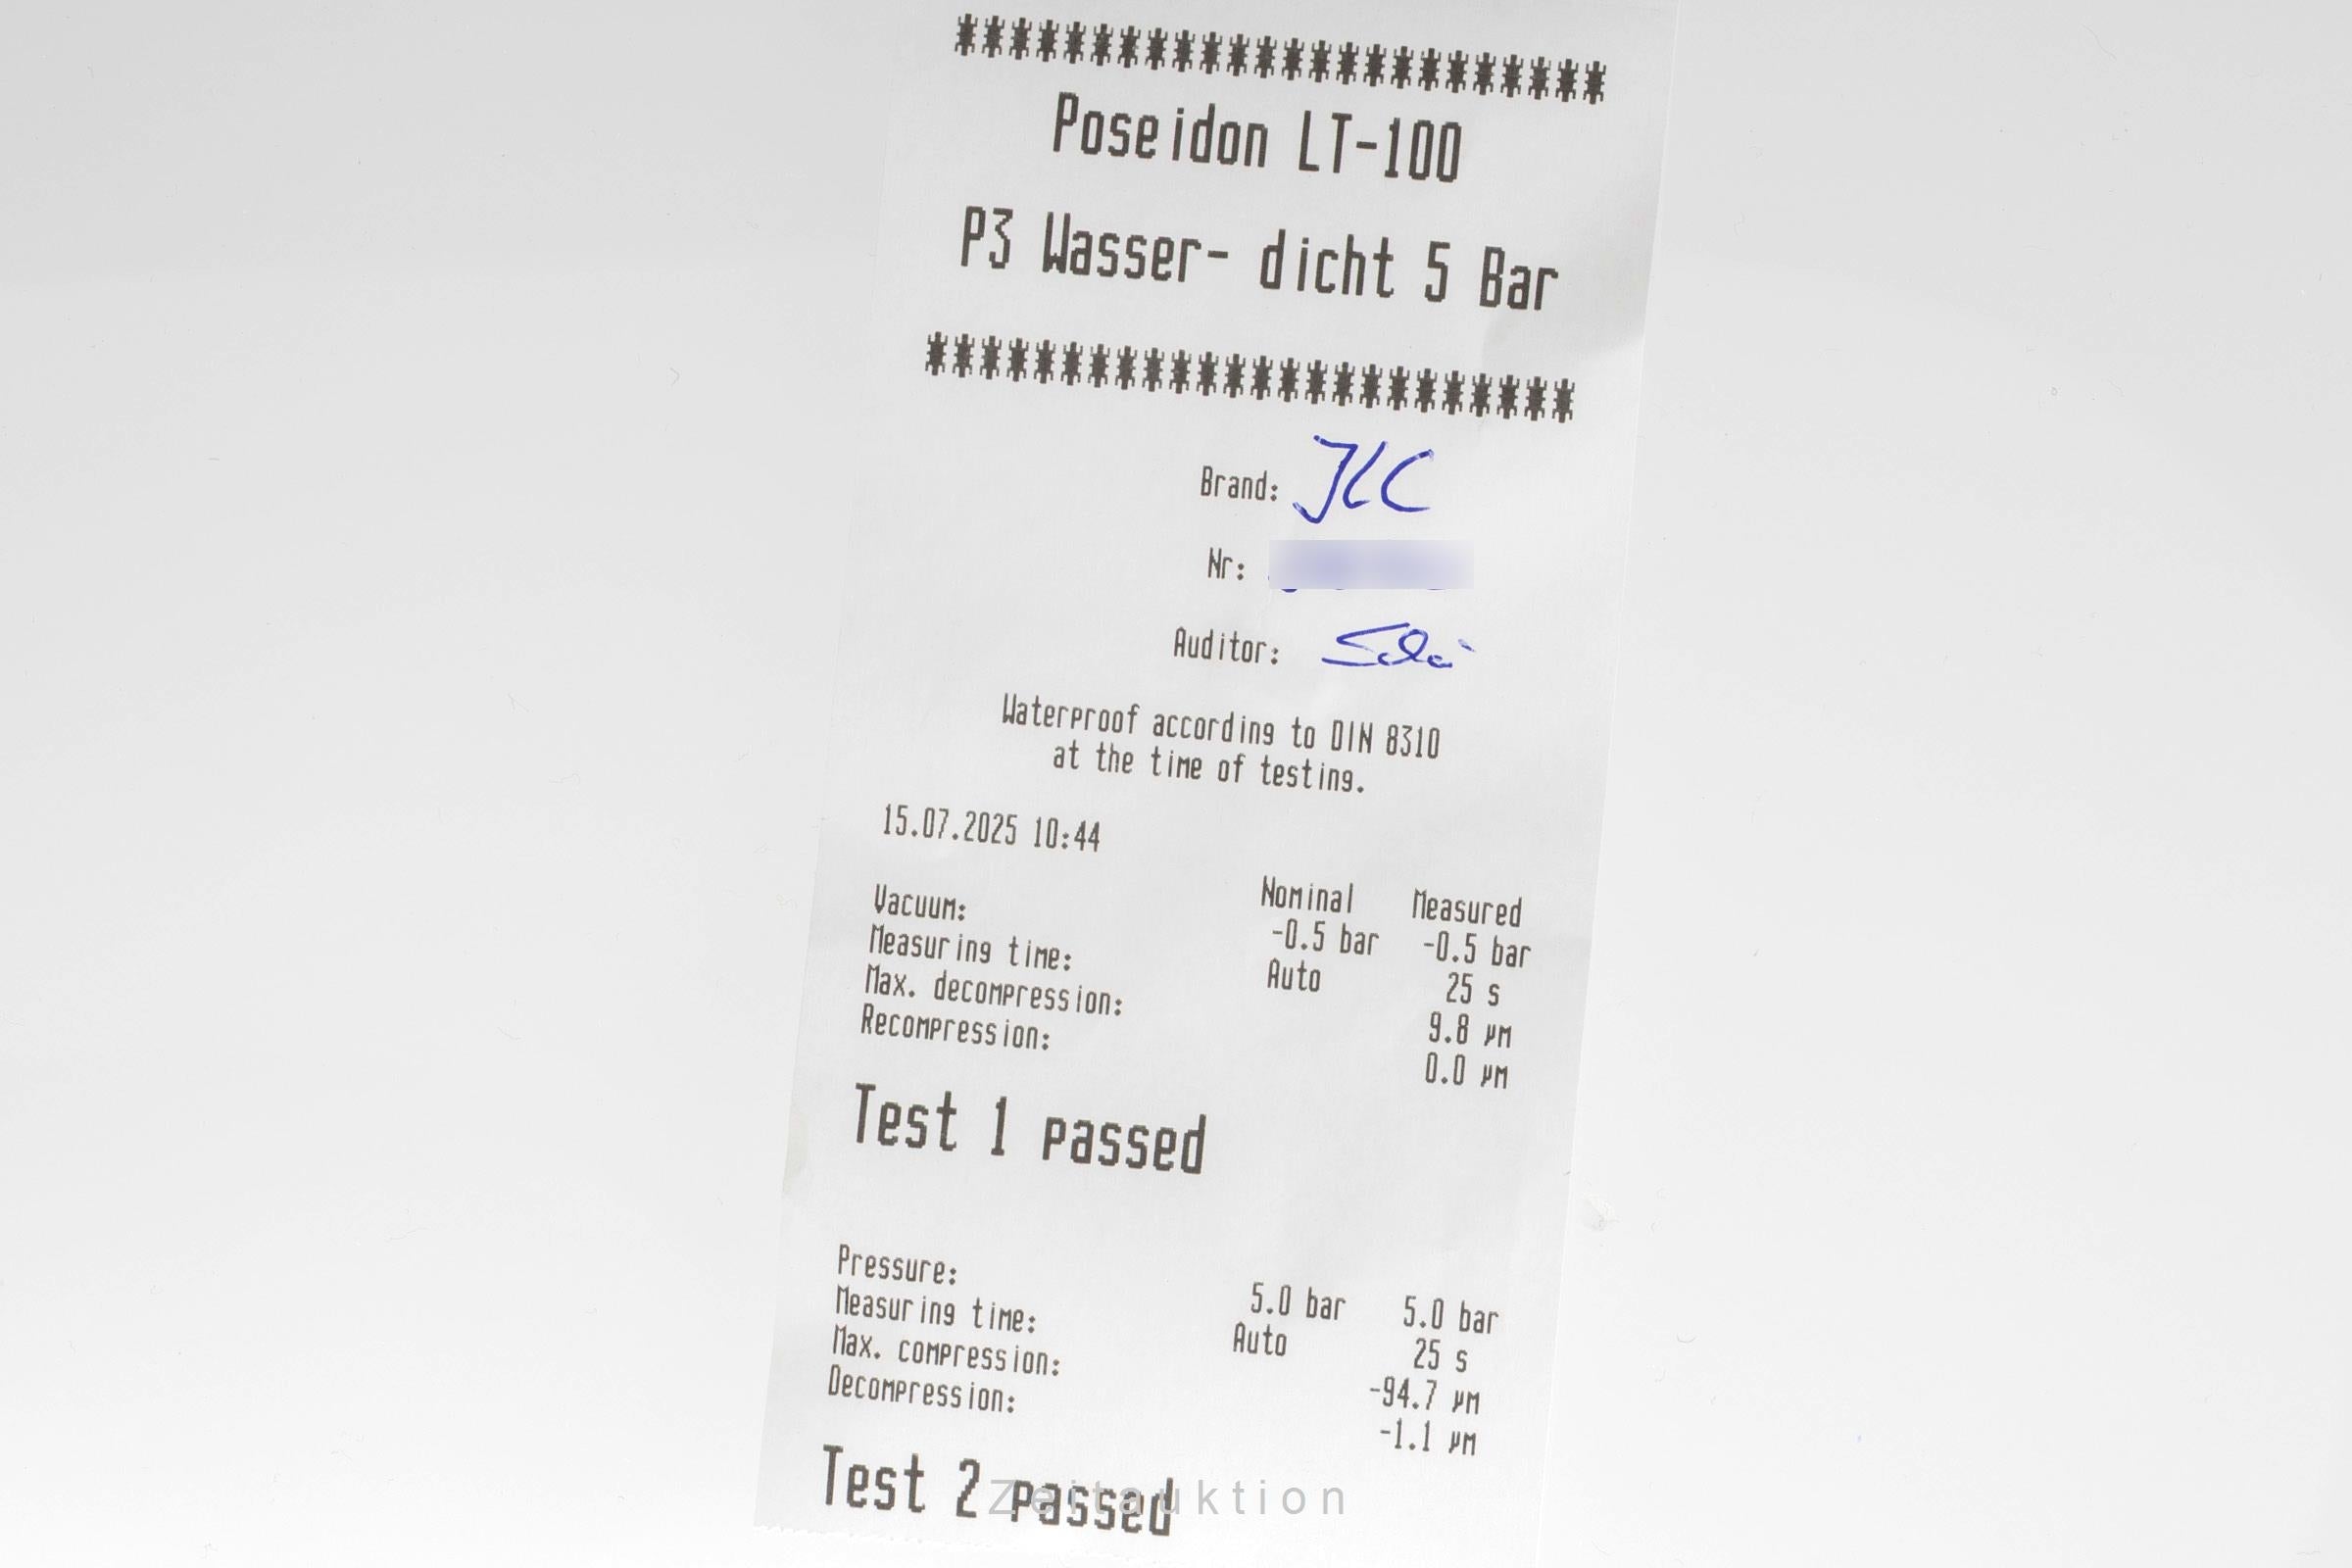 ************************
Poseidon LT-100
P3 Wasser- dicht 5 Bar
************************
Brand: JLC
Nr:
Auditor:
Waterproof according to DIN 8310
at the time of testing.
15.07.2025 10:44
Nominal Measured
Vacuum: -0.5 bar -0.5 bar
Measuring time: Auto 25 s
Max. decompression: 9.8 µm
Recompression: 0.0 µm
Test 1 passed
Pressure: 5.0 bar 5.0 bar
Measuring time: Auto 25 s
Max. compression: -94.7 µm
Decompression: -1.1 µm
Test 2 passed
Zeitauktion